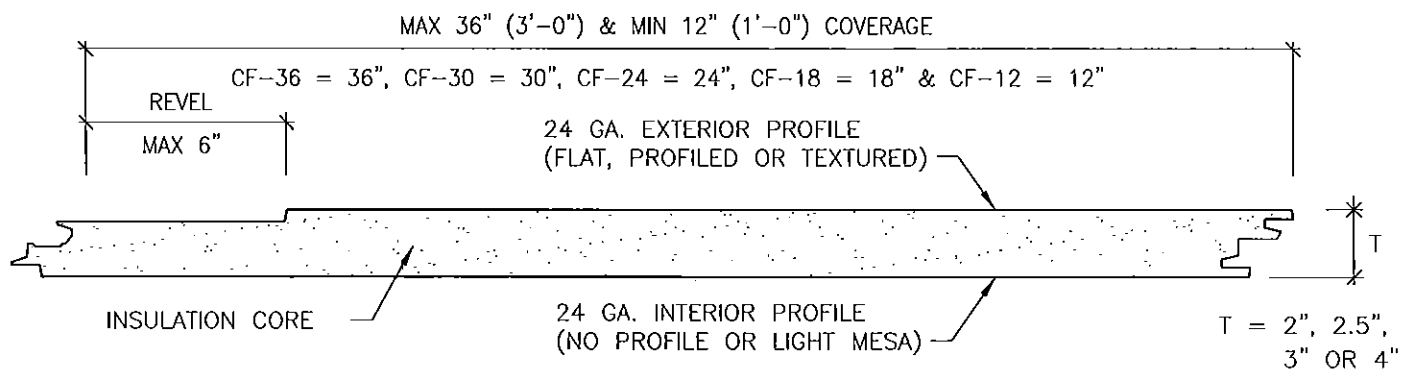 MAX 36" (3'-0") & MIN 12" (1'-0") COVERAGE
CF-36 = 36", CF-30 = 30", CF-24 = 24", CF-18 = 18" & CF-12 = 12"
REVEL
MAX 6"
24 GA. EXTERIOR PROFILE
(FLAT, PROFILED OR TEXTURED)
T
INSULATION CORE
24 GA. INTERIOR PROFILE
(NO PROFILE OR LIGHT MESA)
T = 2", 2.5",
3" OR 4"